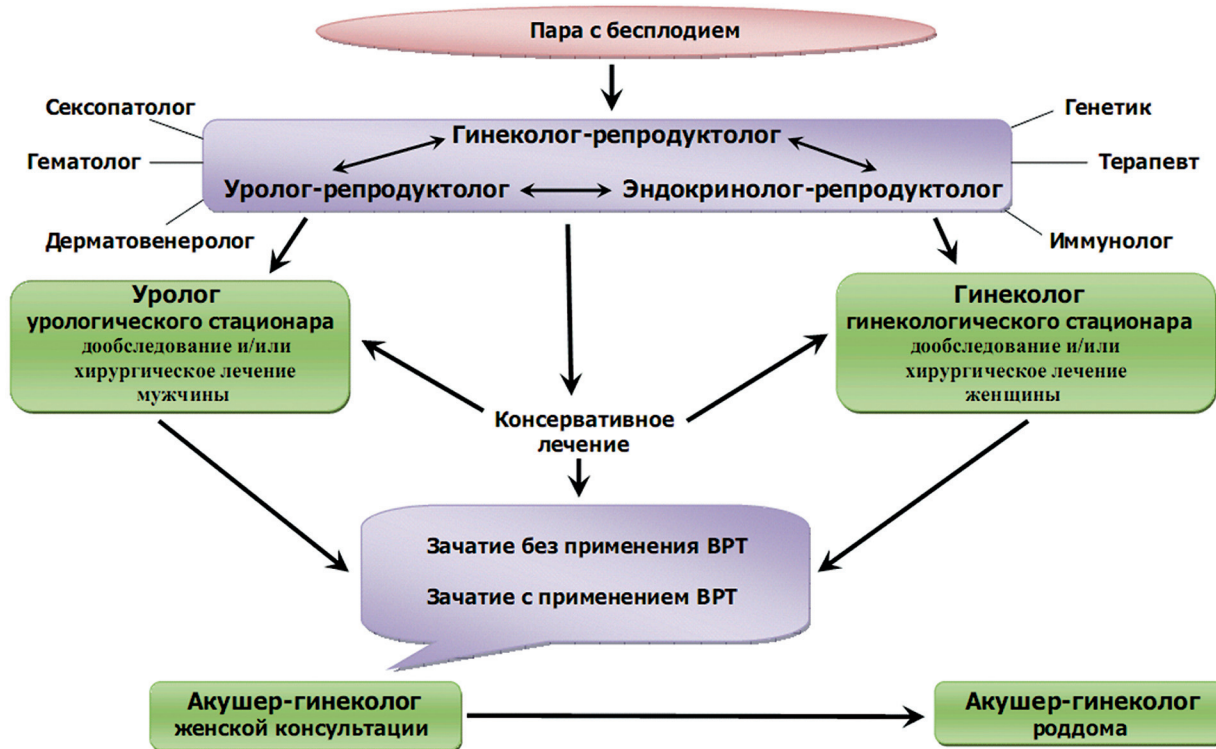 Пара с бесплодием
Сексопатолог
Генетик
Гинеколог-репродуктолог
Гематолог
Терапевт
Уролог-репродуктолог
Эндокринолог-репродуктолог
Дерматовенеролог
Иммунолог
Уролог
урологического стационара
дообследование и/или
хирургическое лечение
мужчины
Гинеколог
гинекологического стационара
дообследование и/или
хирургическое лечение
женщины
Консервативное
лечение
Зачатие без применения ВРТ
Зачатие с применением ВРТ
Акушер-гинеколог
женской консультации
Акушер-гинеколог
роддома